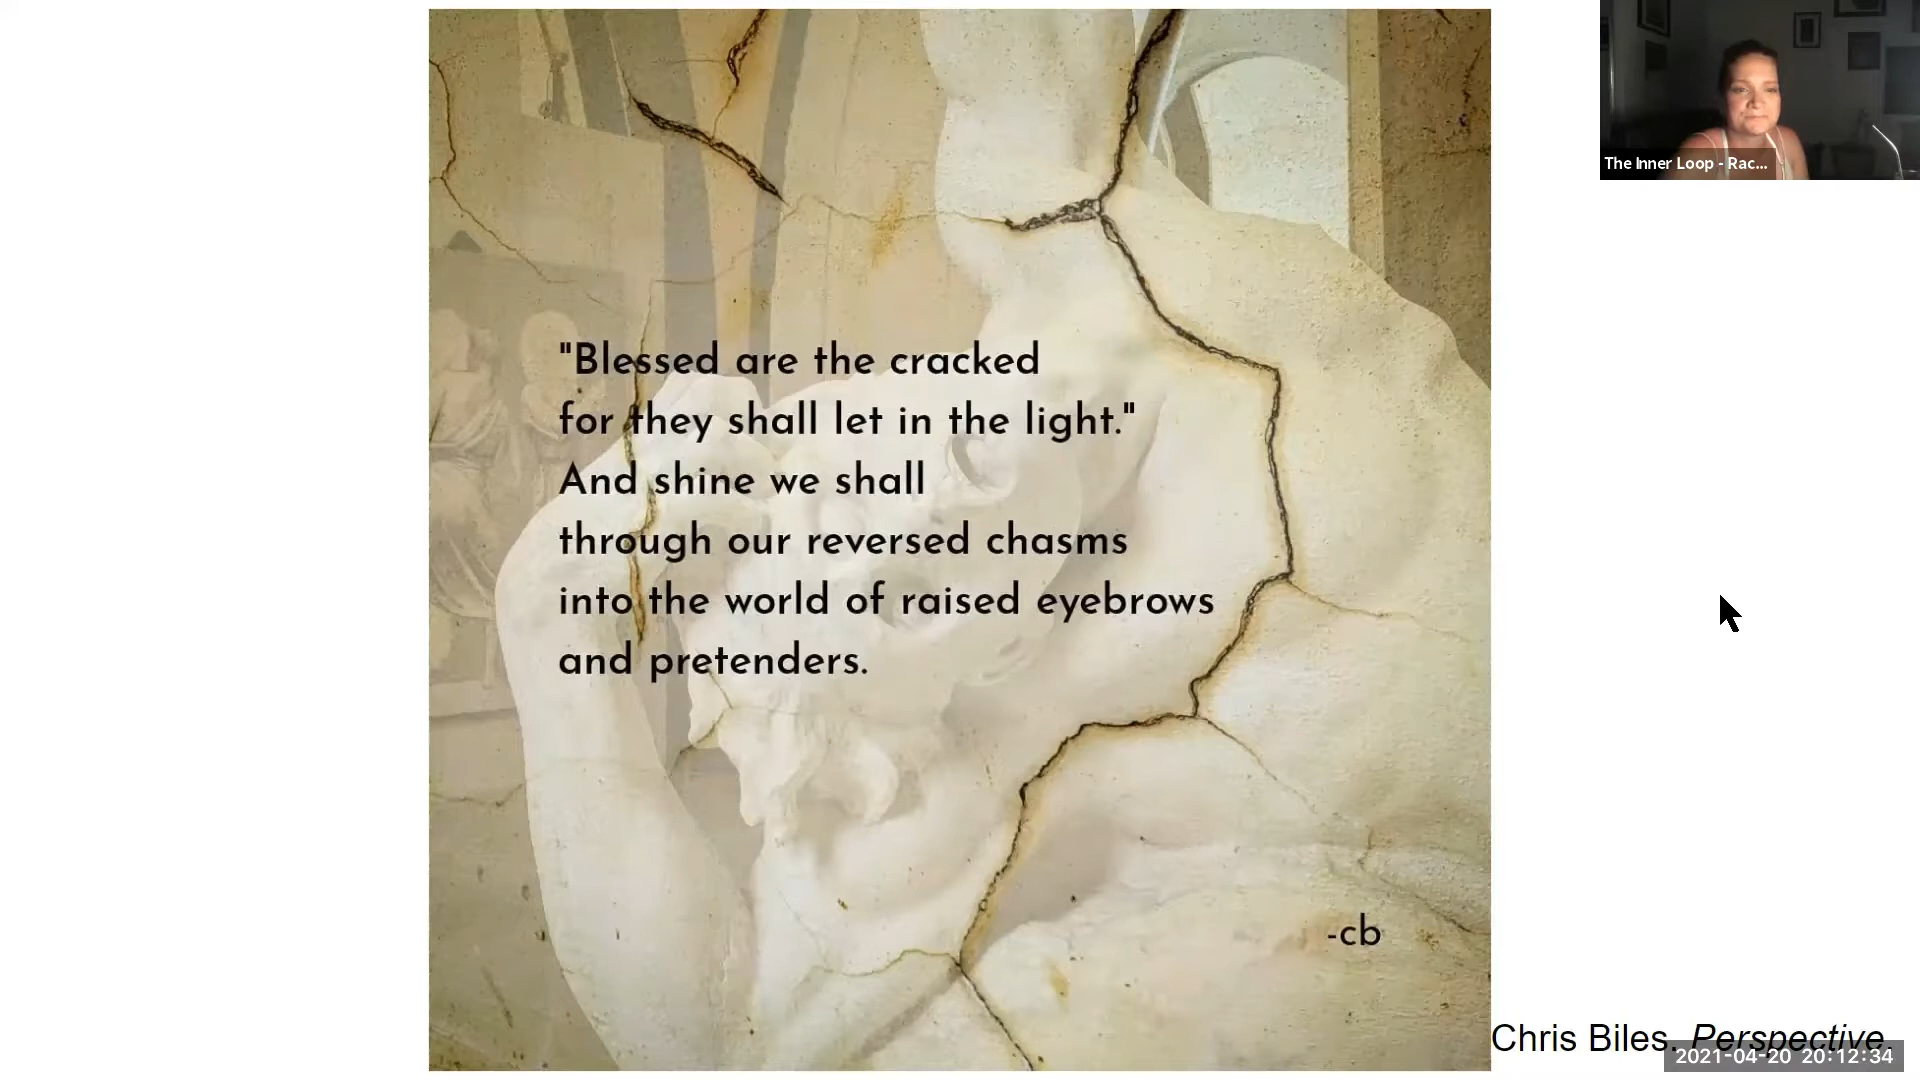 "Blessed are the cracked
for they shall let in the light."
And shine we shall
through our reversed chasms
into the world of raised eyebrows
and pretenders.
-cb
The Inner Loop - Rac...
Chris Biles. Perspective.
2021-04-20 20:12:34